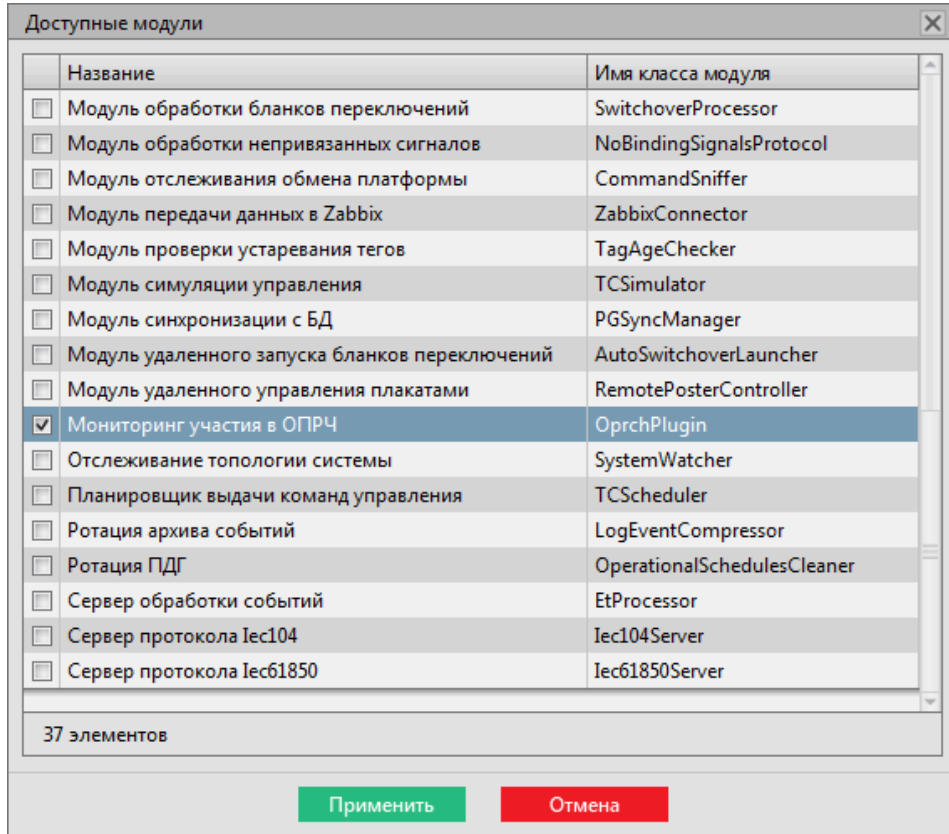 Доступные модули
Название Имя класса модуля
Модуль обработки бланков переключений SwitchoverProcessor
Модуль обработки непривязанных сигналов NoBindingSignalsProtocol
Модуль отслеживания обмена платформы CommandSniffer
Модуль передачи данных в Zabbix ZabbixConnector
Модуль проверки устаревания тегов TagAgeChecker
Модуль симуляции управления TCSimulator
Модуль синхронизации с БД PGSyncManager
Модуль удаленного запуска бланков переключений AutoSwitchoverLauncher
Модуль удаленного управления плакатами RemotePosterController
Мониторинг участия в ОПРЧ OprchPlugin
Отслеживание топологии системы SystemWatcher
Планировщик выдачи команд управления TCScheduler
Ротация архива событий LogEventCompressor
Ротация ПДГ OperationalSchedulesCleaner
Сервер обработки событий EtProcessor
Сервер протокола Iec104 Iec104Server
Сервер протокола Iec61850 Iec61850Server
37 элементов
Применить Отмена